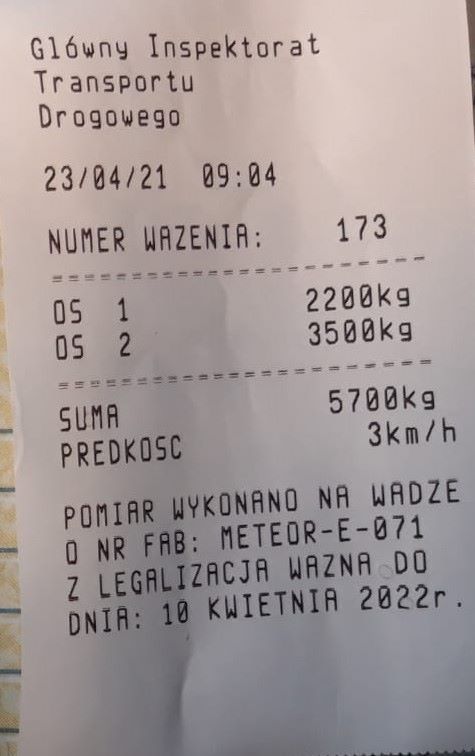 Glówny Inspektorat
Transportu
Drogowego
23/04/21 09:04
NUMER WAZENIA: 173
=======================
OS 1 2200kg
OS 2 3500kg
=======================
SUMA 5700kg
PREDKOSC 3km/h
POMIAR WYKONANO NA WADZE
O NR FAB: METEOR-E-071
Z LEGALIZACJA WAZNA DO
DNIA: 10 KWIETNIA 2022r.